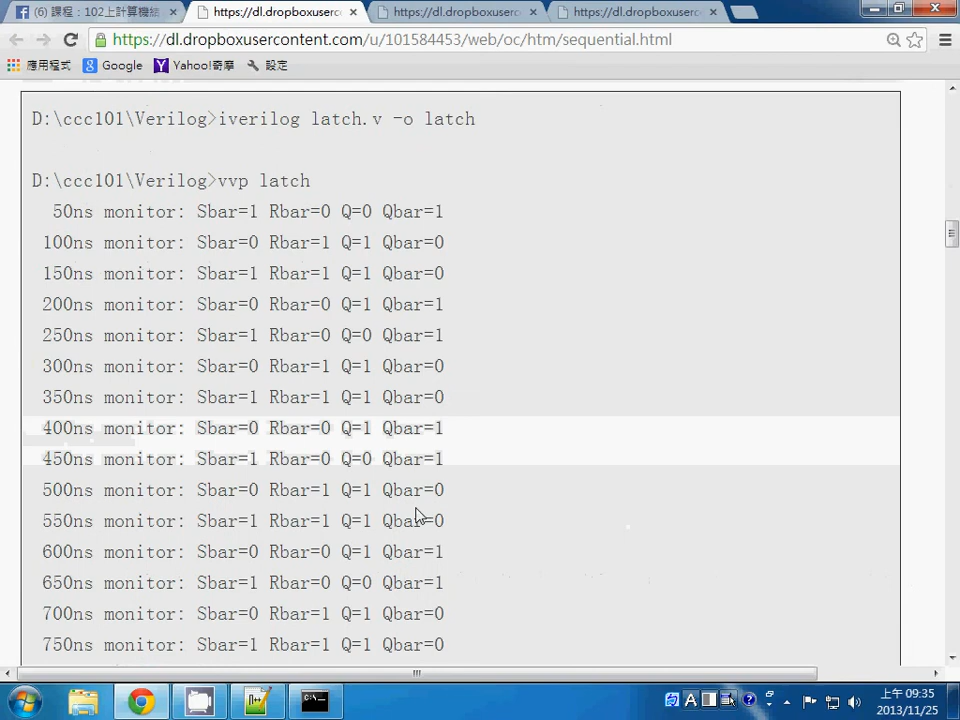 (6) 課程：102上計算機結
https://dl.dropboxuserc
https://dl.dropboxuserc
https://dl.dropboxuserc
https://dl.dropboxusercontent.com/u/101584453/web/oc/htm/sequential.html
應用程式 Google Yahoo!奇摩 設定
D:\ccc101\Verilog>iverilog latch.v -o latch
D:\ccc101\Verilog>vvp latch
50ns monitor: Sbar=1 Rbar=0 Q=0 Qbar=1
100ns monitor: Sbar=0 Rbar=1 Q=1 Qbar=0
150ns monitor: Sbar=1 Rbar=1 Q=1 Qbar=0
200ns monitor: Sbar=0 Rbar=0 Q=1 Qbar=1
250ns monitor: Sbar=1 Rbar=0 Q=0 Qbar=1
300ns monitor: Sbar=0 Rbar=1 Q=1 Qbar=0
350ns monitor: Sbar=1 Rbar=1 Q=1 Qbar=0
400ns monitor: Sbar=0 Rbar=0 Q=1 Qbar=1
450ns monitor: Sbar=1 Rbar=0 Q=0 Qbar=1
500ns monitor: Sbar=0 Rbar=1 Q=1 Qbar=0
550ns monitor: Sbar=1 Rbar=1 Q=1 Qbar=0
600ns monitor: Sbar=0 Rbar=0 Q=1 Qbar=1
650ns monitor: Sbar=1 Rbar=0 Q=0 Qbar=1
700ns monitor: Sbar=0 Rbar=1 Q=1 Qbar=0
750ns monitor: Sbar=1 Rbar=1 Q=1 Qbar=0
上午 09:35
2013/11/25